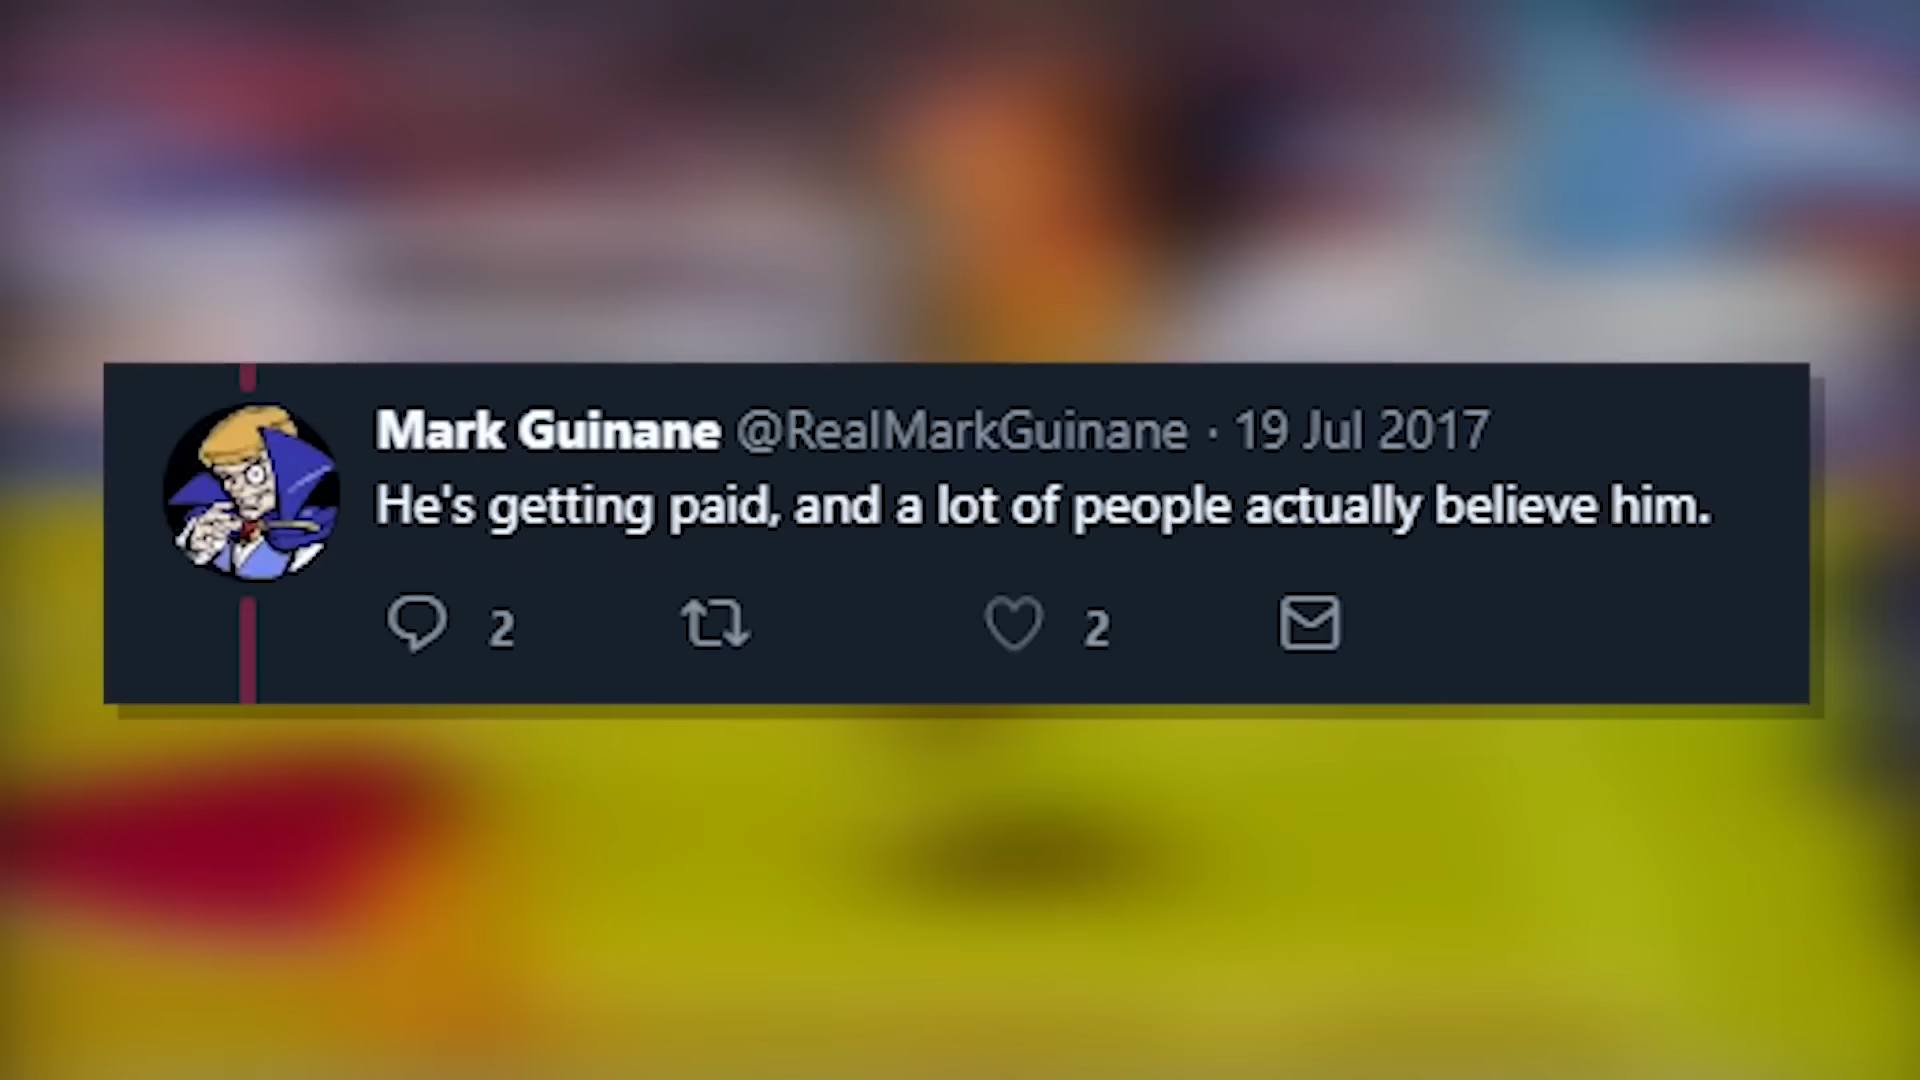 Mark Guinane @RealMarkGuinane · 19 Jul 2017
He's getting paid, and a lot of people actually believe him.
2 2